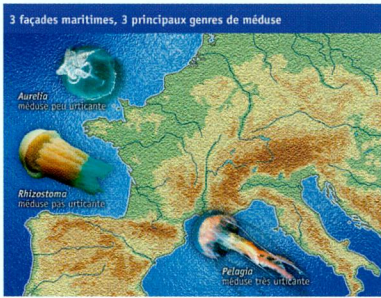 3 façades maritimes, 3 principaux genres de méduse
Aurelia
méduse peu urticante
Rhizostoma
méduse pas urticante
Pelagia
méduse très urticante